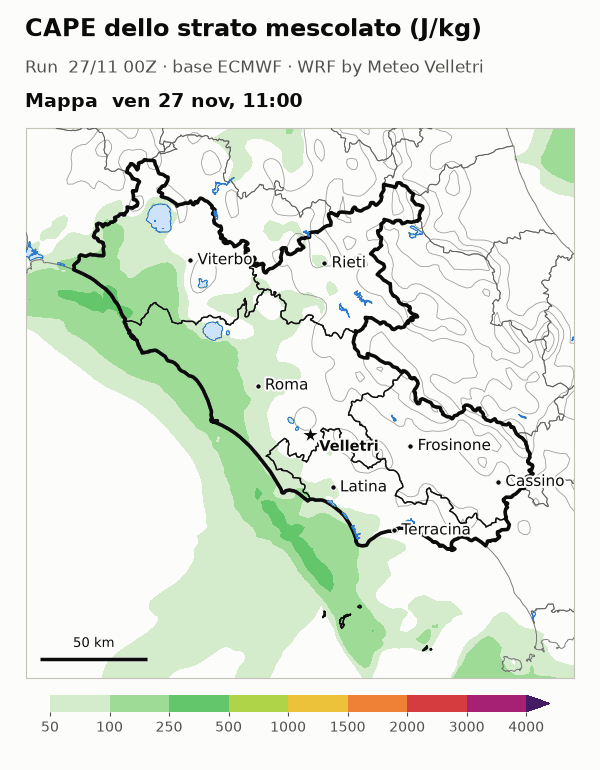 CAPE dello strato mescolato (J/kg)
Run  27/11 00Z · base ECMWF · WRF by Meteo Velletri
Mappa  ven 27 nov, 11:00
Viterbo
Rieti
Roma
Velletri
Frosinone
Cassino
Latina
Terracina
50 km
50 100 250 500 1000 1500 2000 3000 4000